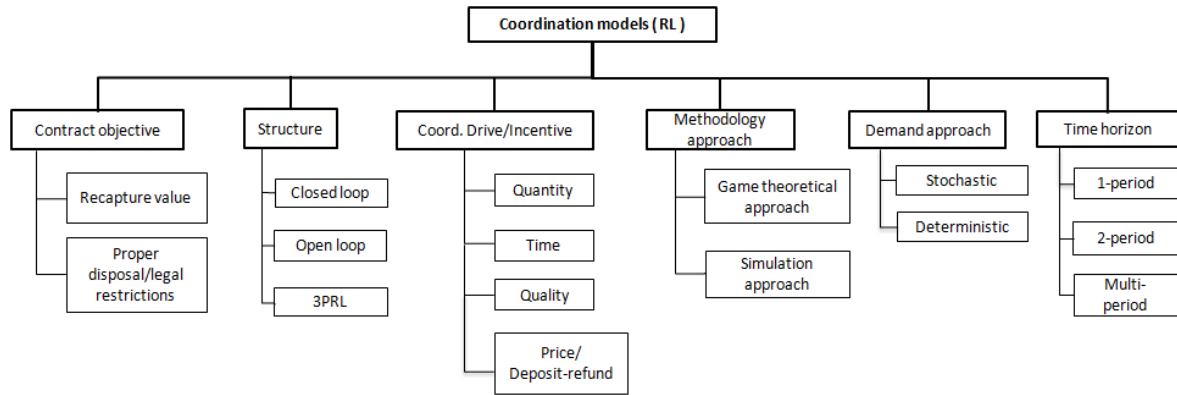 Coordination models ( RL )
Contract objective
Recapture value
Proper
disposal/legal
restrictions
Structure
Closed loop
Open loop
3PRL
Coord. Drive/Incentive
Quantity
Time
Quality
Price/
Deposit-refund
Methodology
approach
Game theoretical
approach
Simulation
approach
Demand approach
Stochastic
Deterministic
Time horizon
1-period
2-period
Multi-
period